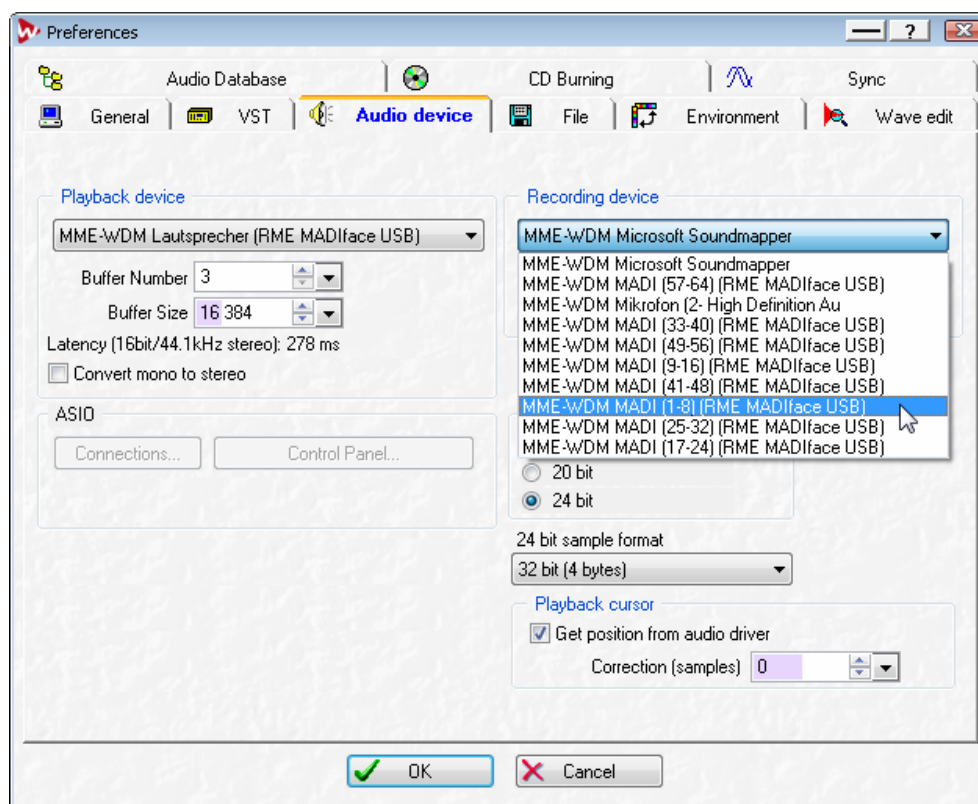 Preferences
?
Audio Database
CD Burning
Sync
General
VST
Audio device
File
Environment
Wave edit
Playback device
MME-WDM Lautsprecher (RME MADIface USB)
Buffer Number 3
Buffer Size 16 384
Latency (16bit/44.1kHz stereo): 278 ms
Convert mono to stereo
ASIO
Connections...
Control Panel...
Recording device
MME-WDM Microsoft Soundmapper
MME-WDM Microsoft Soundmapper
MME-WDM MADI (57-64) (RME MADIface USB)
MME-WDM Mikrofon (2- High Definition Au
MME-WDM MADI (33-40) (RME MADIface USB)
MME-WDM MADI (49-56) (RME MADIface USB)
MME-WDM MADI (9-16) (RME MADIface USB)
MME-WDM MADI (41-48) (RME MADIface USB)
MME-WDM MADI (1-8) (RME MADIface USB)
MME-WDM MADI (25-32) (RME MADIface USB)
MME-WDM MADI (17-24) (RME MADIface USB)
20 bit
24 bit
24 bit sample format
32 bit (4 bytes)
Playback cursor
Get position from audio driver
Correction (samples) 0
OK
Cancel